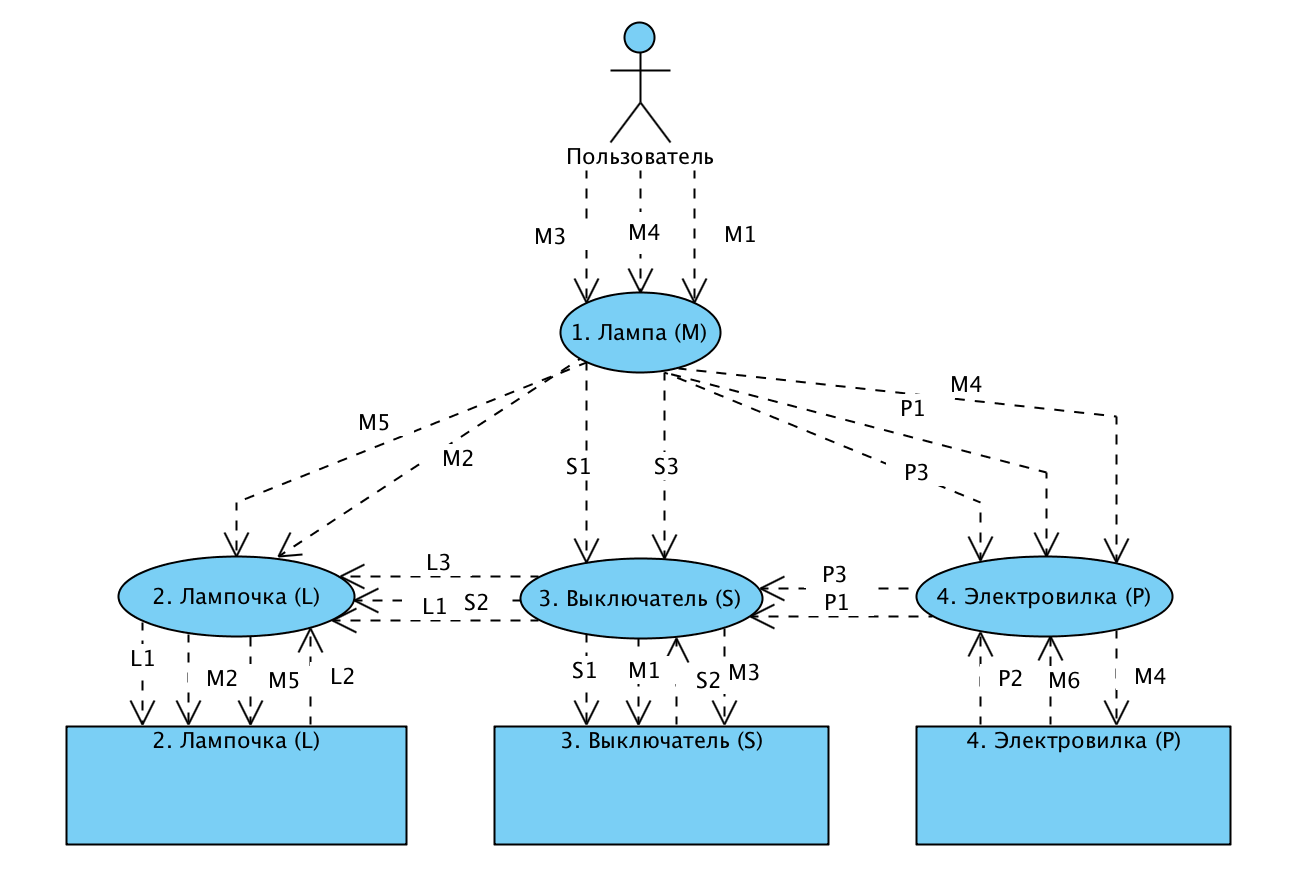 Пользователь
M3
M4
M1
1. Лампа (M)
M4
P1
M5
M2
S1
S3
P3
L3
P3
2. Лампочка (L)
L1
S2
3. Выключатель (S)
P1
4. Электровилка (P)
L1
M2
M5
L2
S1
M1
S2
M3
P2
M6
M4
2. Лампочка (L)
3. Выключатель (S)
4. Электровилка (P)